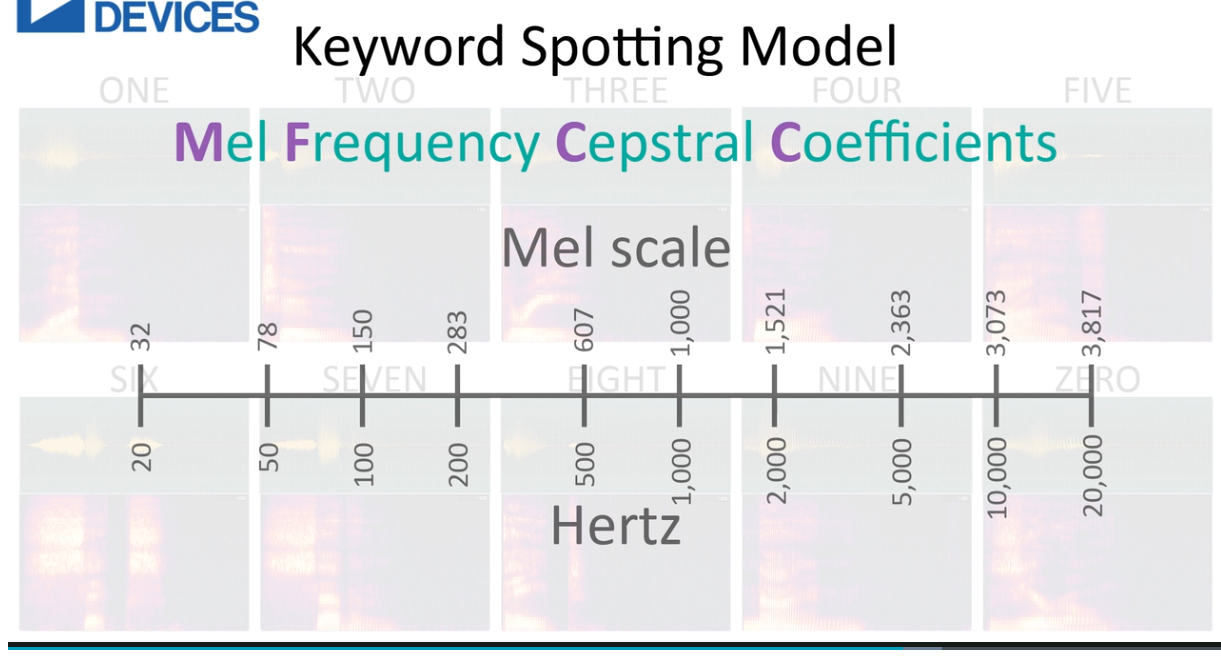 DEVICES
Keyword Spotting Model
ONE TWO THREE FOUR FIVE
Mel Frequency Cepstral Coefficients
Mel scale
32 78 150 283 607 1,000 1,521 2,363 3,073 3,817
SIX SEVEN EIGHT NINE ZERO
20 50 100 200 500 1,000 2,000 5,000 10,000 20,000
Hertz